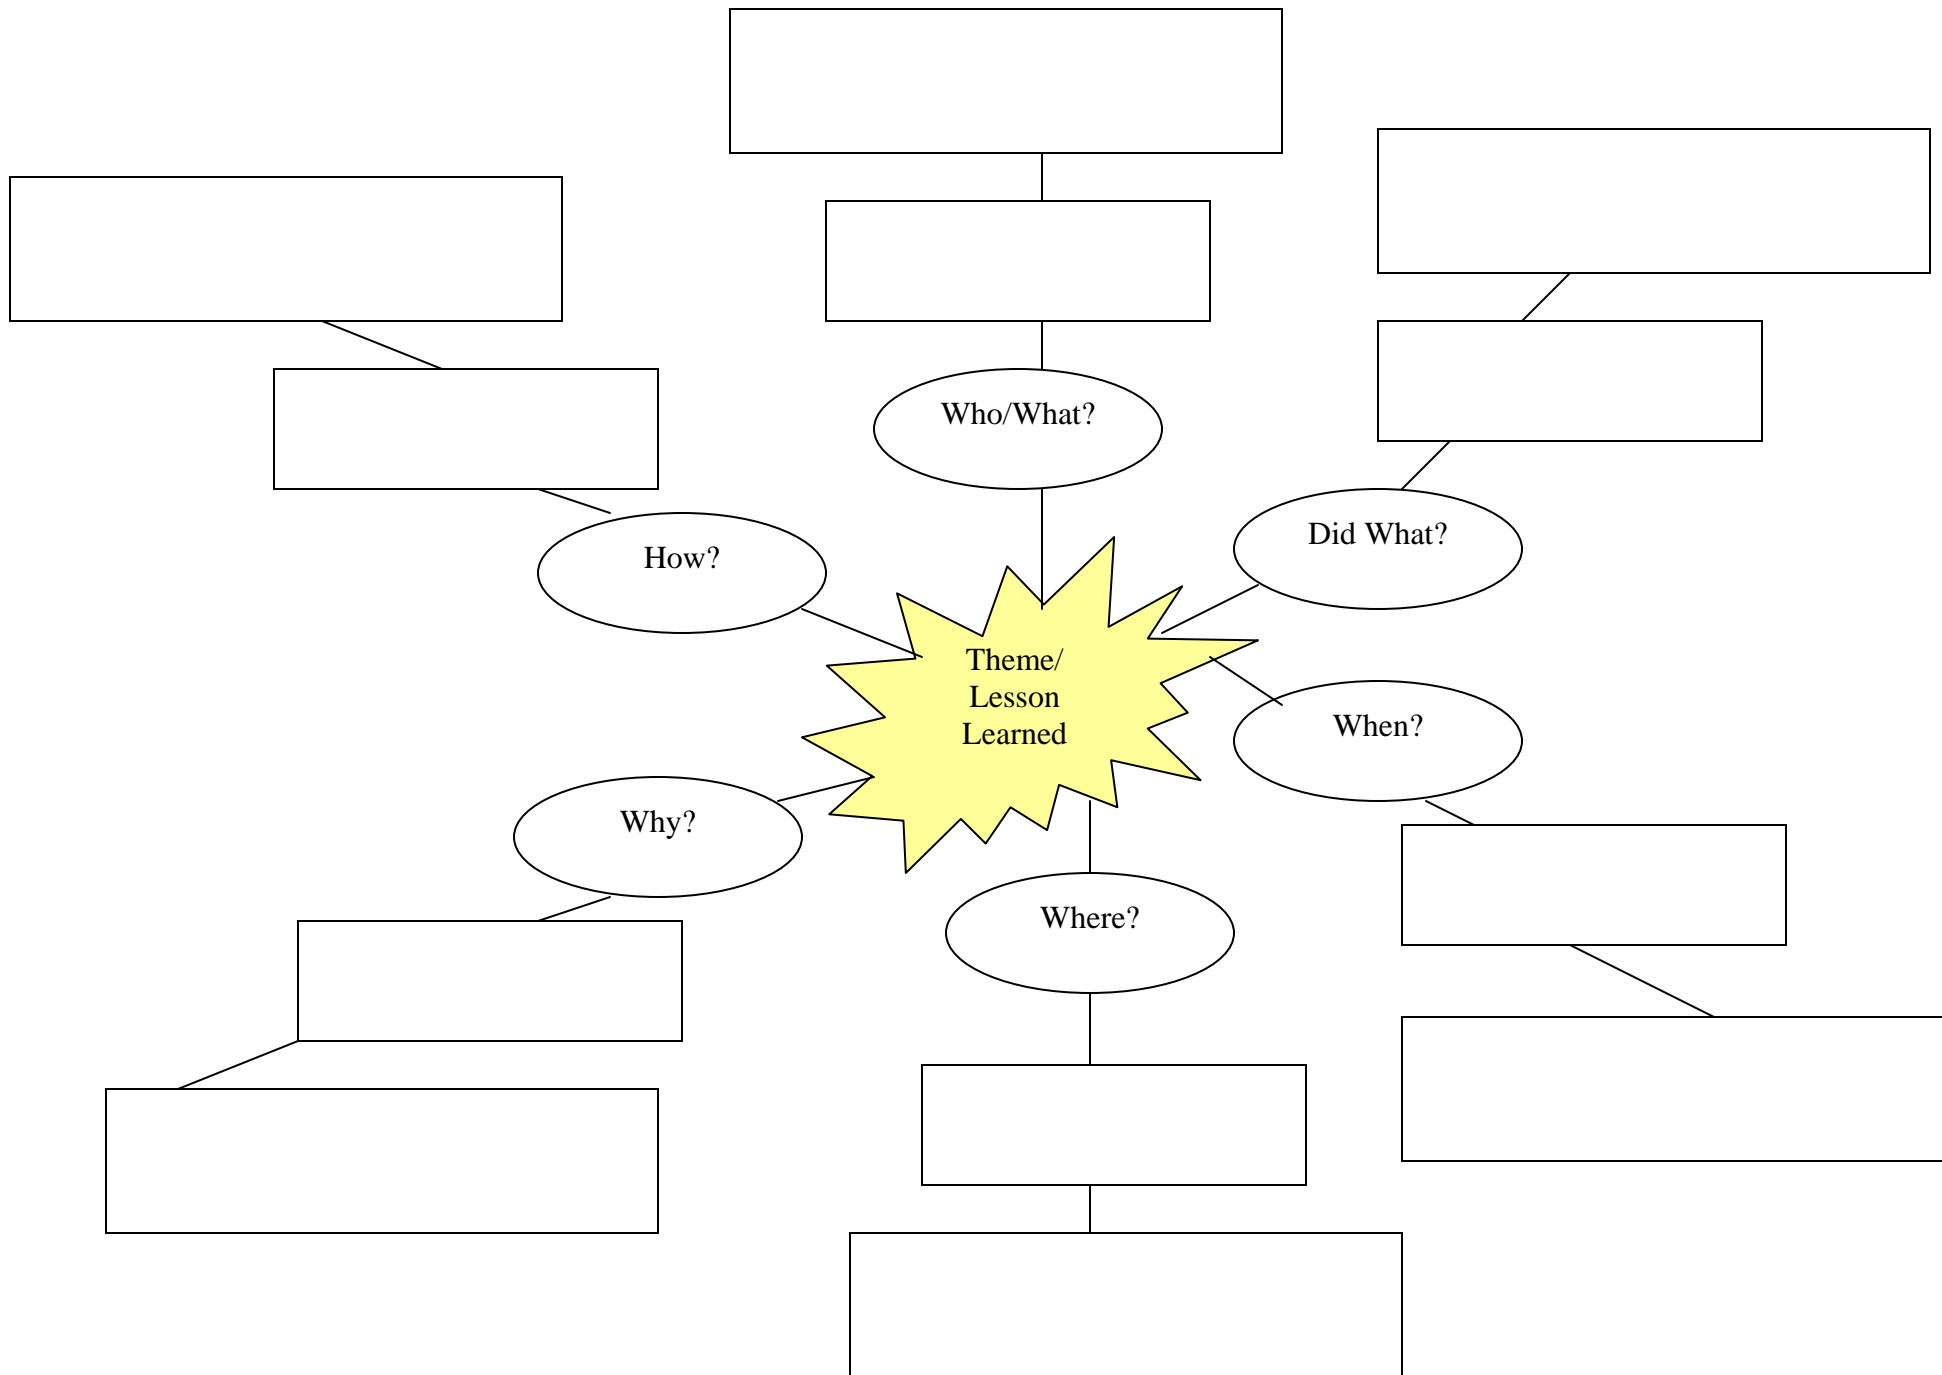 Who/What?
Did What?
How?
Theme/
Lesson
Learned
When?
Why?
Where?